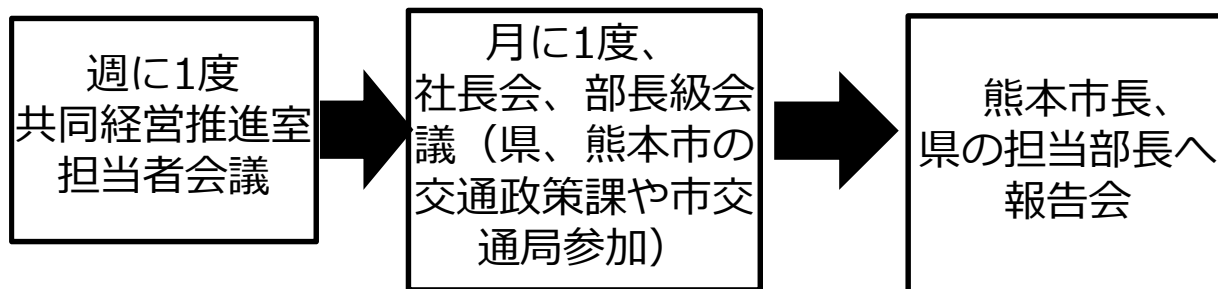 週に1度
共同経営推進室
担当者会議
月に1度、
社長会、部長級会
議（県、熊本市の
交通政策課や市交
通局参加）
熊本市長、
県の担当部長へ
報告会